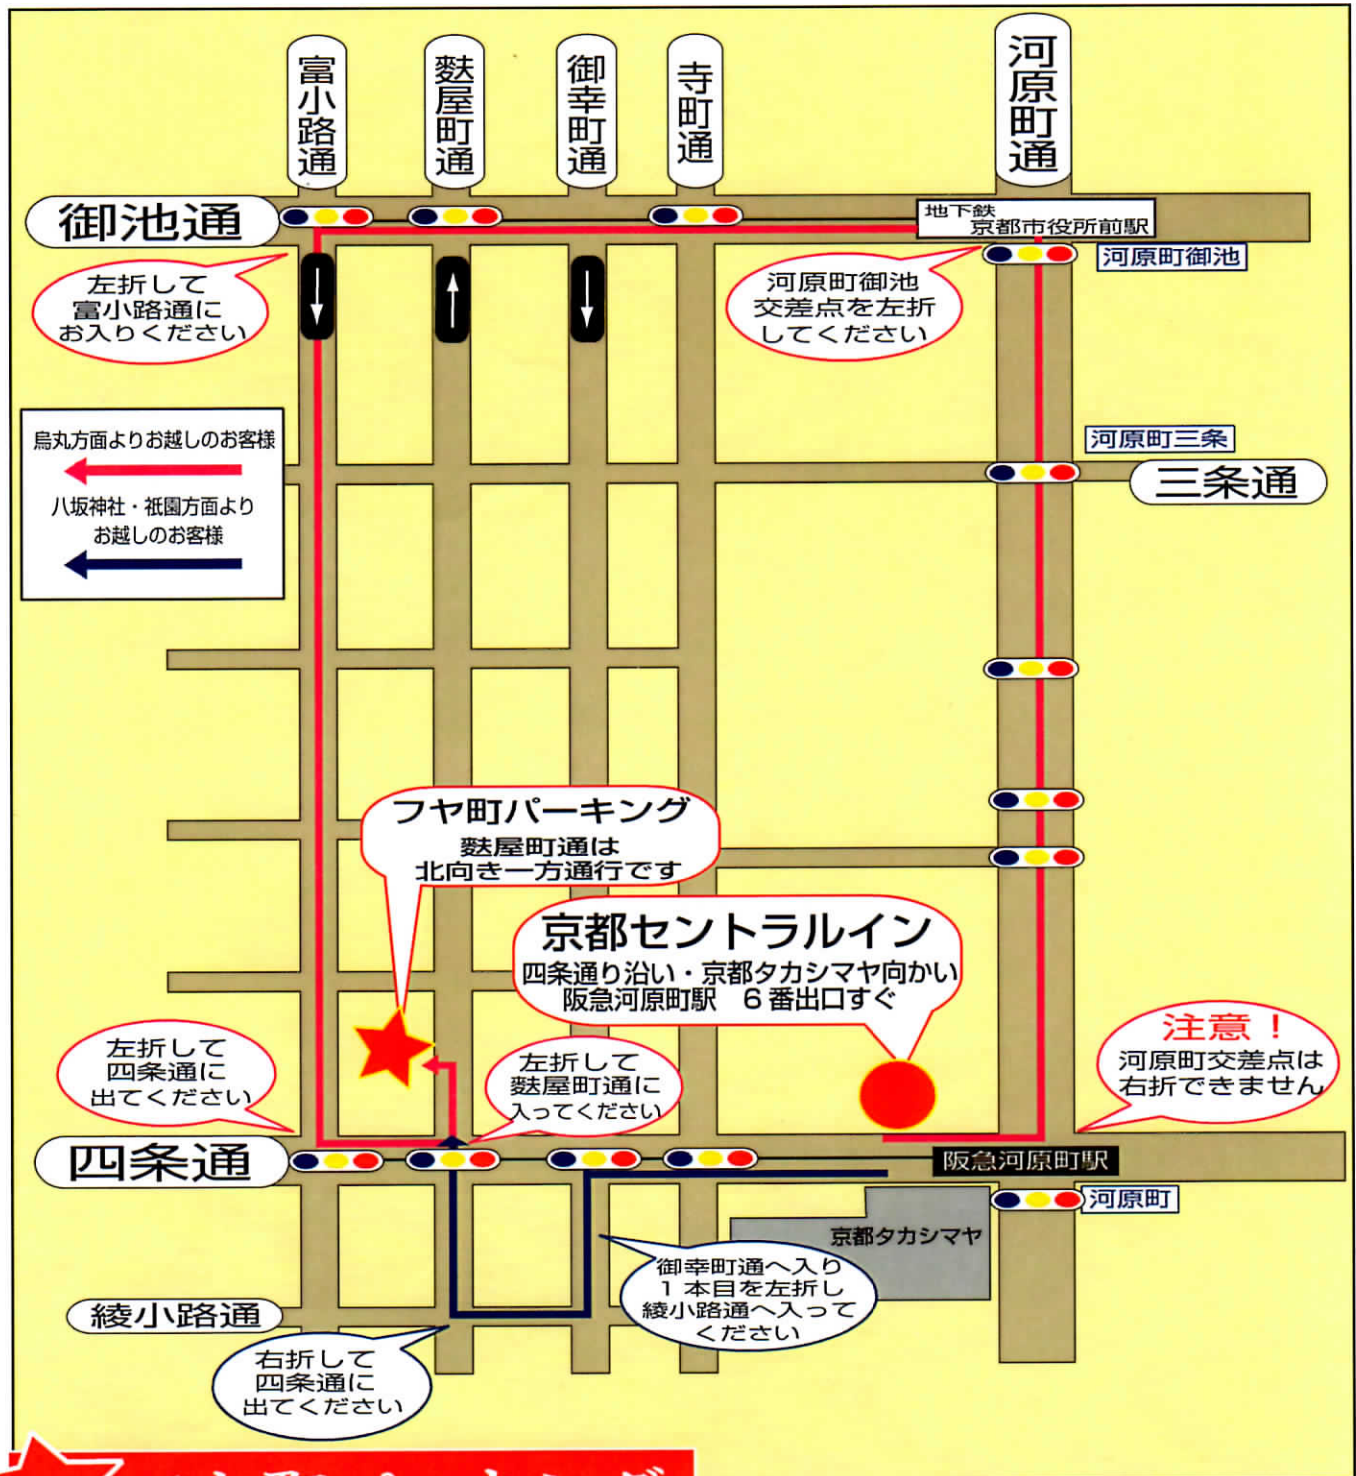 富小路通
麩屋町通
御幸町通
寺町通
河原町通
御池通
地下鉄
京都市役所前駅
河原町御池
左折して
富小路通に
お入りください
河原町御池
交差点を左折
してください
烏丸方面よりお越しのお客様
八坂神社・祇園方面より
お越しのお客様
河原町三条
三条通
フヤ町パーキング
麩屋町通は
北向き一方通行です
京都セントラルイン
四条通り沿い・京都タカシマヤ向かい
阪急河原町駅 6番出口すぐ
左折して
四条通に
出てください
左折して
麩屋町通に
入ってください
注意!
河原町交差点は
右折できません
四条通
阪急河原町駅
河原町
京都タカシマヤ
御幸町通へ入り
1本目を左折し
綾小路通へ入って
ください
綾小路通
右折して
四条通に
出てください